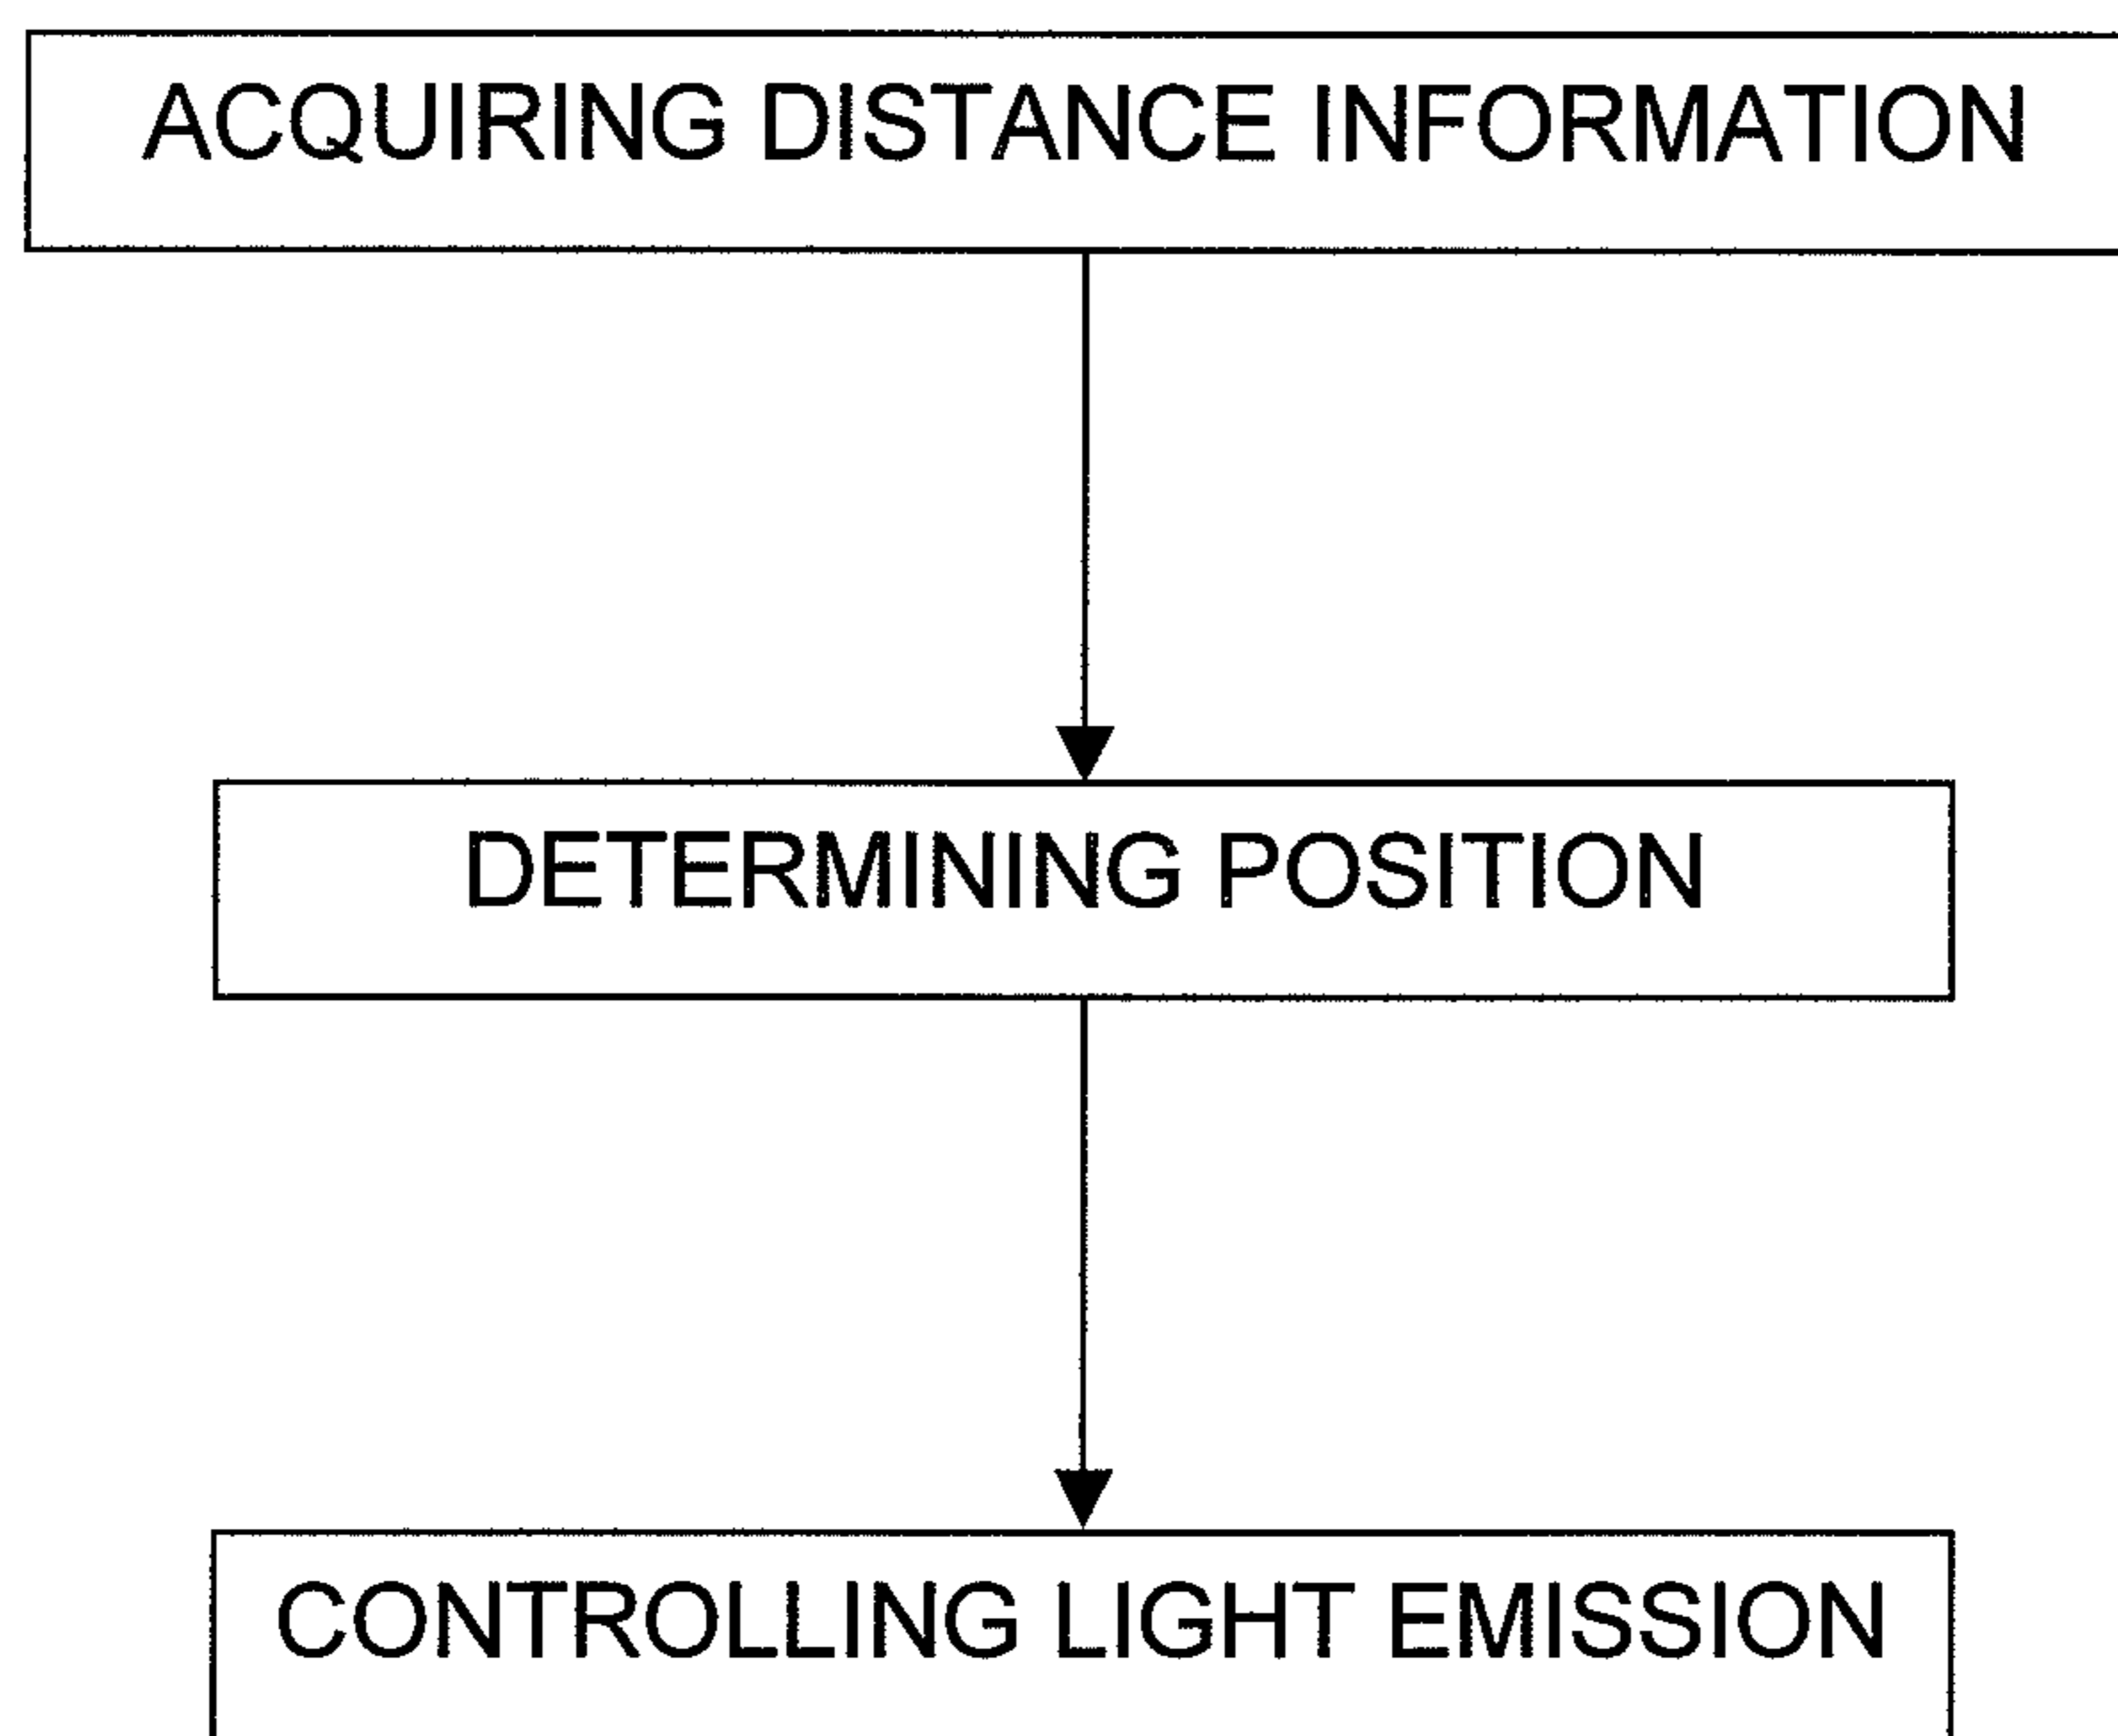 ACQUIRING DISTANCE INFORMATION
DETERMINING POSITION
CONTROLLING LIGHT EMISSION